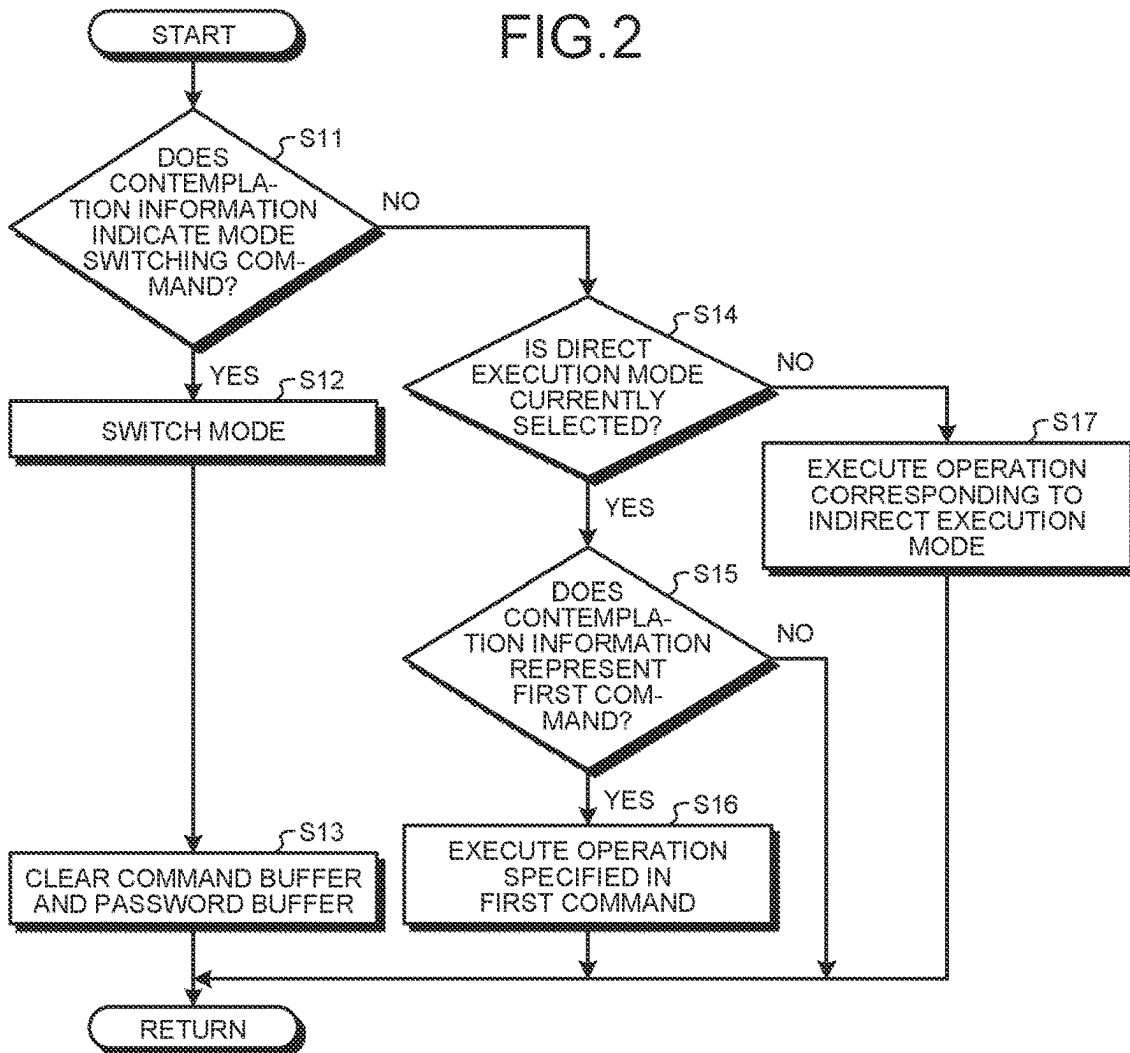 FIG.2
START
S11
DOES
CONTEMPLA-
TION INFORMATION
INDICATE MODE
SWITCHING COM-
MAND?
NO
YES
S12
SWITCH MODE
S13
CLEAR COMMAND BUFFER
AND PASSWORD BUFFER
S14
IS DIRECT
EXECUTION MODE
CURRENTLY
SELECTED?
NO
YES
S17
EXECUTE OPERATION
CORRESPONDING TO
INDIRECT EXECUTION
MODE
S15
DOES
CONTEMPLA-
TION INFORMATION
REPRESENT
FIRST COM-
MAND?
NO
YES
S16
EXECUTE OPERATION
SPECIFIED IN
FIRST COMMAND
RETURN